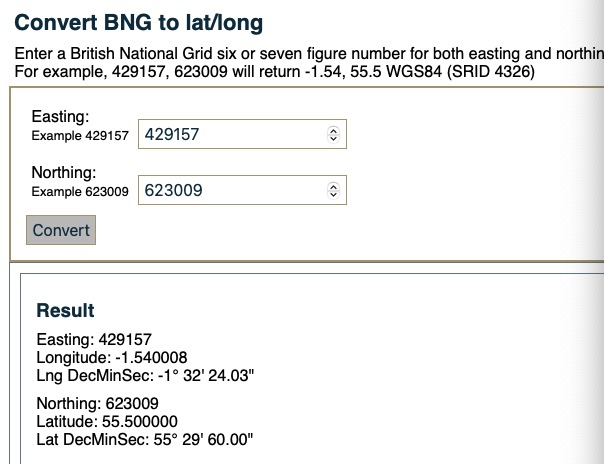 Convert BNG to lat/long
Enter a British National Grid six or seven figure number for both easting and northin
For example, 429157, 623009 will return -1.54, 55.5 WGS84 (SRID 4326)
Easting:
Example 429157 429157
Northing:
Example 623009 623009
Convert
Result
Easting: 429157
Longitude: -1.540008
Lng DecMinSec: -1° 32' 24.03"
Northing: 623009
Latitude: 55.500000
Lat DecMinSec: 55° 29' 60.00"